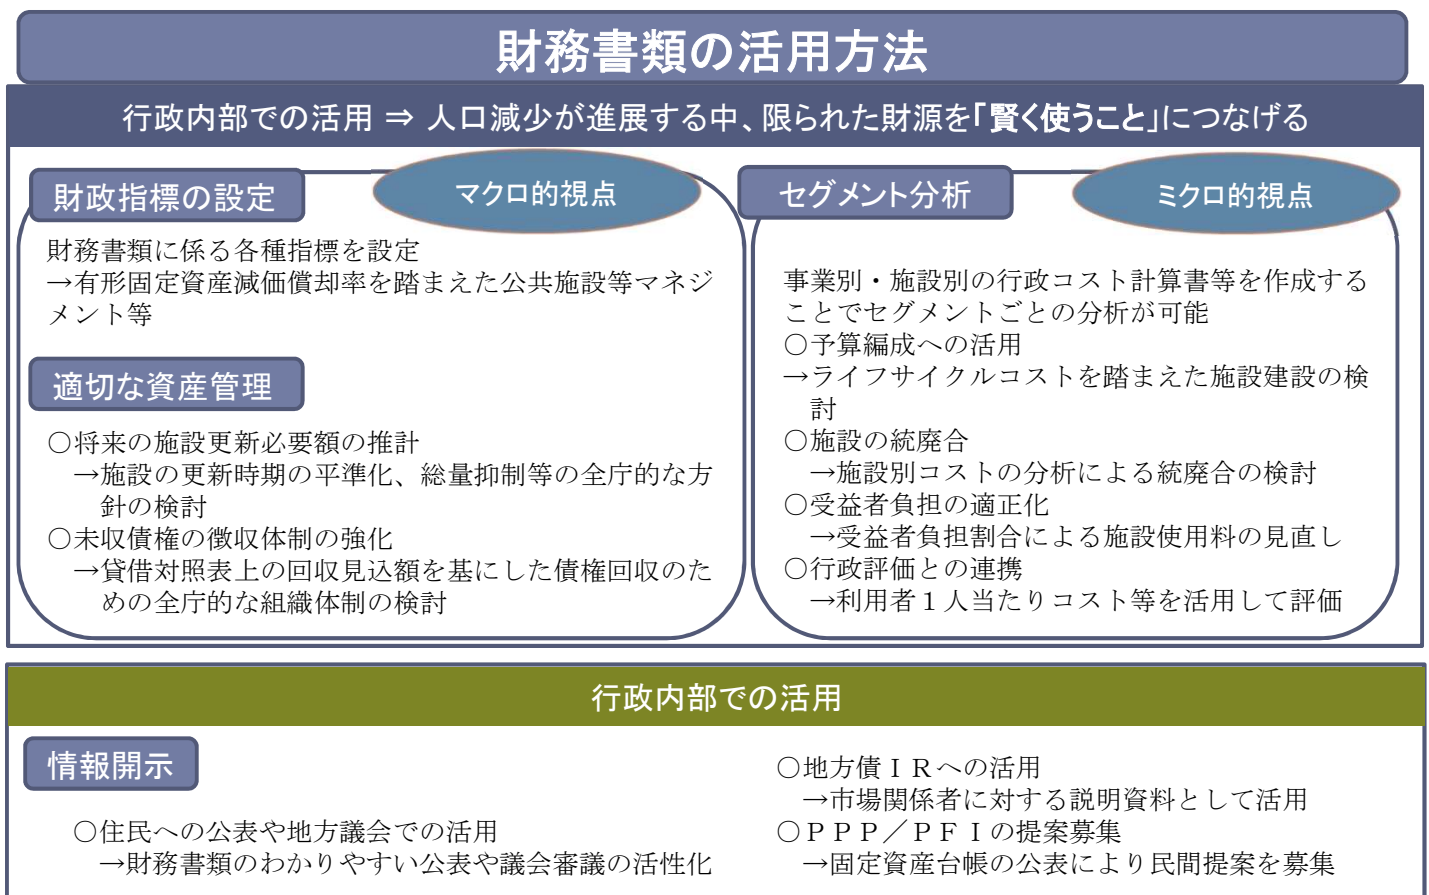 財務書類の活用方法
行政内部での活用 ⇒ 人口減少が進展する中、限られた財源を「賢く使うこと」につなげる
財政指標の設定
マクロ的視点
財務書類に係る各種指標を設定
→有形固定資産減価償却率を踏まえた公共施設等マネジ
メント等
適切な資産管理
○将来の施設更新必要額の推計
→施設の更新時期の平準化、総量抑制等の全庁的な方
針の検討
○未収債権の徴収体制の強化
→貸借対照表上の回収見込額を基にした債権回収のた
めの全庁的な組織体制の検討
セグメント分析
ミクロ的視点
事業別・施設別の行政コスト計算書等を作成する
ことでセグメントごとの分析が可能
○予算編成への活用
→ライフサイクルコストを踏まえた施設建設の検
討
○施設の統廃合
→施設別コストの分析による統廃合の検討
○受益者負担の適正化
→受益者負担割合による施設使用料の見直し
○行政評価との連携
→利用者１人当たりコスト等を活用して評価
行政内部での活用
情報開示
○住民への公表や地方議会での活用
→財務書類のわかりやすい公表や議会審議の活性化
○地方債ＩＲへの活用
→市場関係者に対する説明資料として活用
○ＰＰＰ／ＰＦＩの提案募集
→固定資産台帳の公表により民間提案を募集